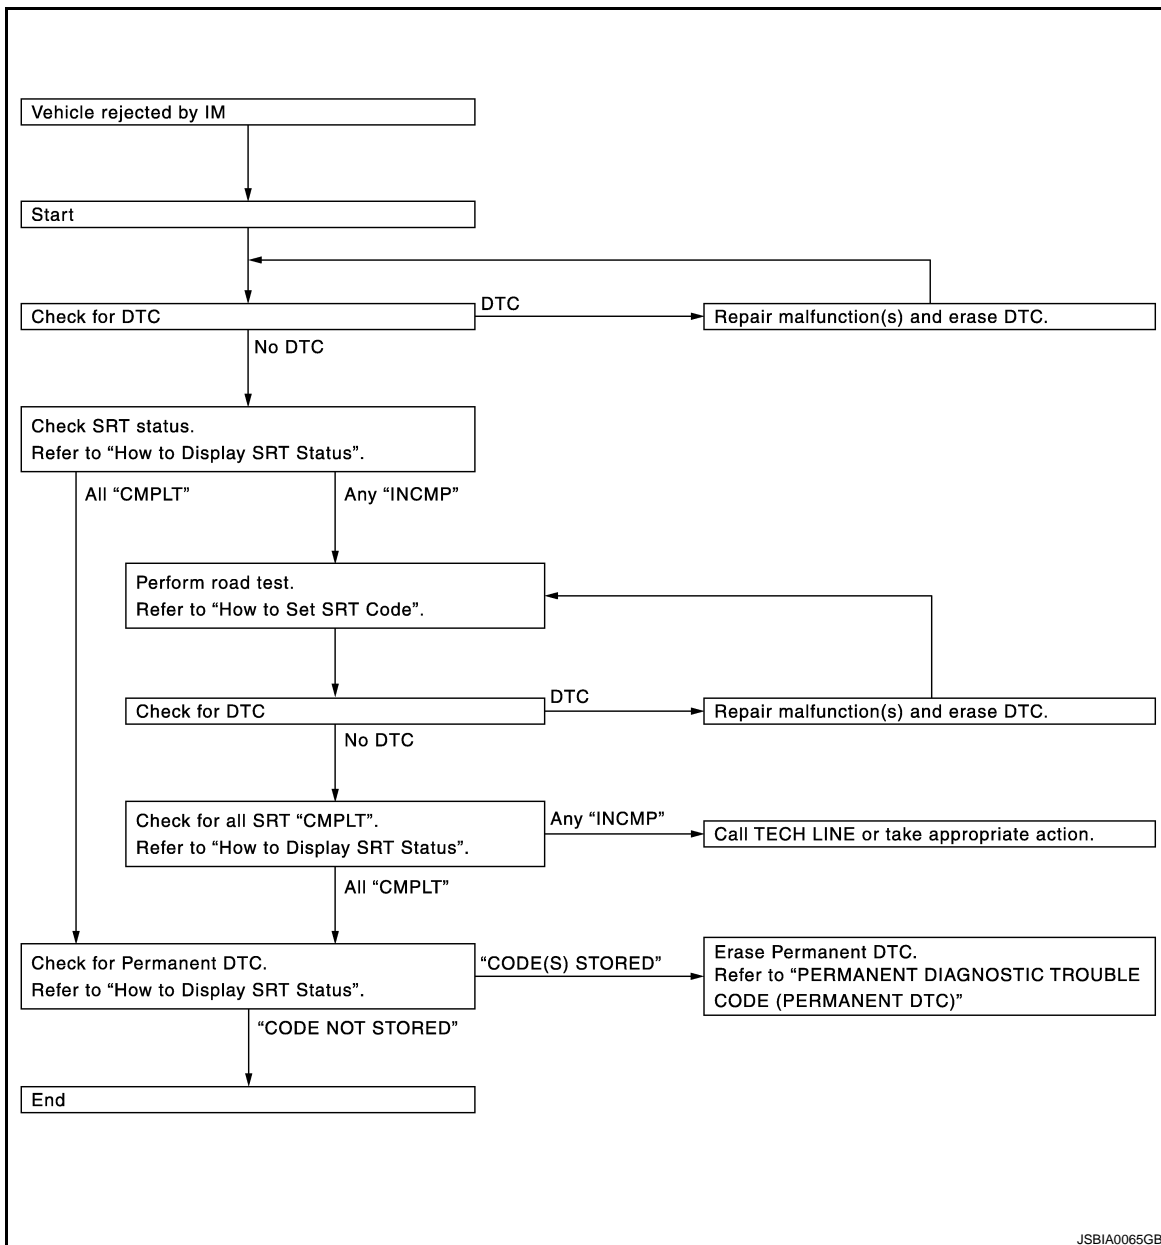 Vehicle rejected by IM
Start
Check for DTC
DTC
Repair malfunction(s) and erase DTC.
No DTC
Check SRT status.
Refer to “How to Display SRT Status”.
All “CMPLT”
Any “INCMP”
Perform road test.
Refer to “How to Set SRT Code”.
Check for DTC
DTC
Repair malfunction(s) and erase DTC.
No DTC
Check for all SRT “CMPLT”.
Refer to “How to Display SRT Status”.
Any “INCMP”
Call TECH LINE or take appropriate action.
All “CMPLT”
Check for Permanent DTC.
Refer to “How to Display SRT Status”.
“CODE(S) STORED”
Erase Permanent DTC.
Refer to “PERMANENT DIAGNOSTIC TROUBLE
CODE (PERMANENT DTC)”
“CODE NOT STORED”
End
JSBIA0065GB